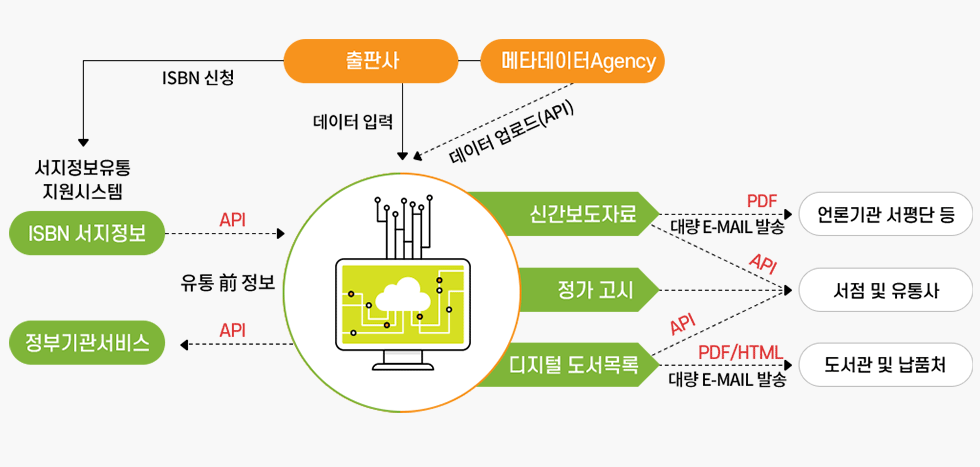 출판사
메타데이터Agency
ISBN 신청
데이터 입력
데이터 업로드(API)
서지정보유통
지원시스템
ISBN 서지정보
API
유통 前 정보
정부기관서비스
API
신간보도자료
PDF
대량 E-MAIL 발송
언론기관 서평단 등
API
정가 고시
서점 및 유통사
API
디지털 도서목록
PDF/HTML
대량 E-MAIL 발송
도서관 및 납품처